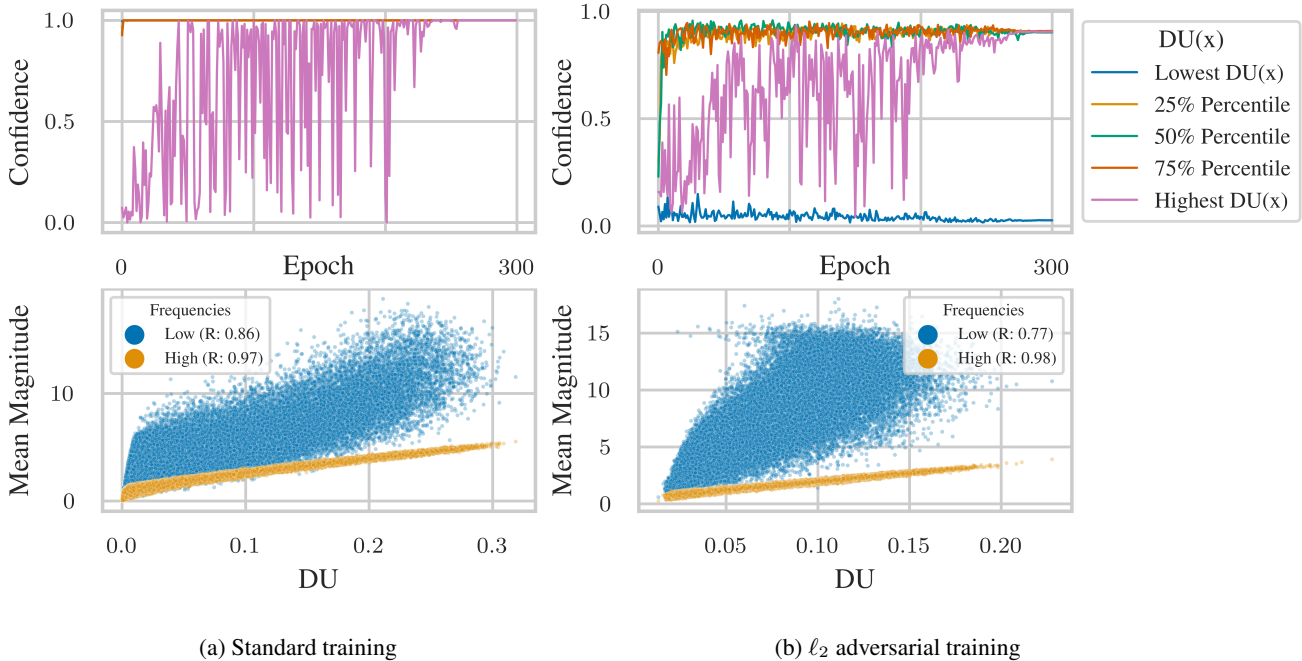 1.0
0.5
0.0
Confidence
0
Epoch
300
1.0
0.5
0.0
Confidence
0
Epoch
300
DU(x)
Lowest DU(x)
25% Percentile
50% Percentile
75% Percentile
Highest DU(x)
Mean Magnitude
10
0
Frequencies
Low (R: 0.86)
High (R: 0.97)
0.0
0.1
0.2
0.3
DU
Mean Magnitude
15
10
5
0
Frequencies
Low (R: 0.77)
High (R: 0.98)
0.05
0.10
0.15
0.20
DU
(a) Standard training
(b) ℓ₂ adversarial training